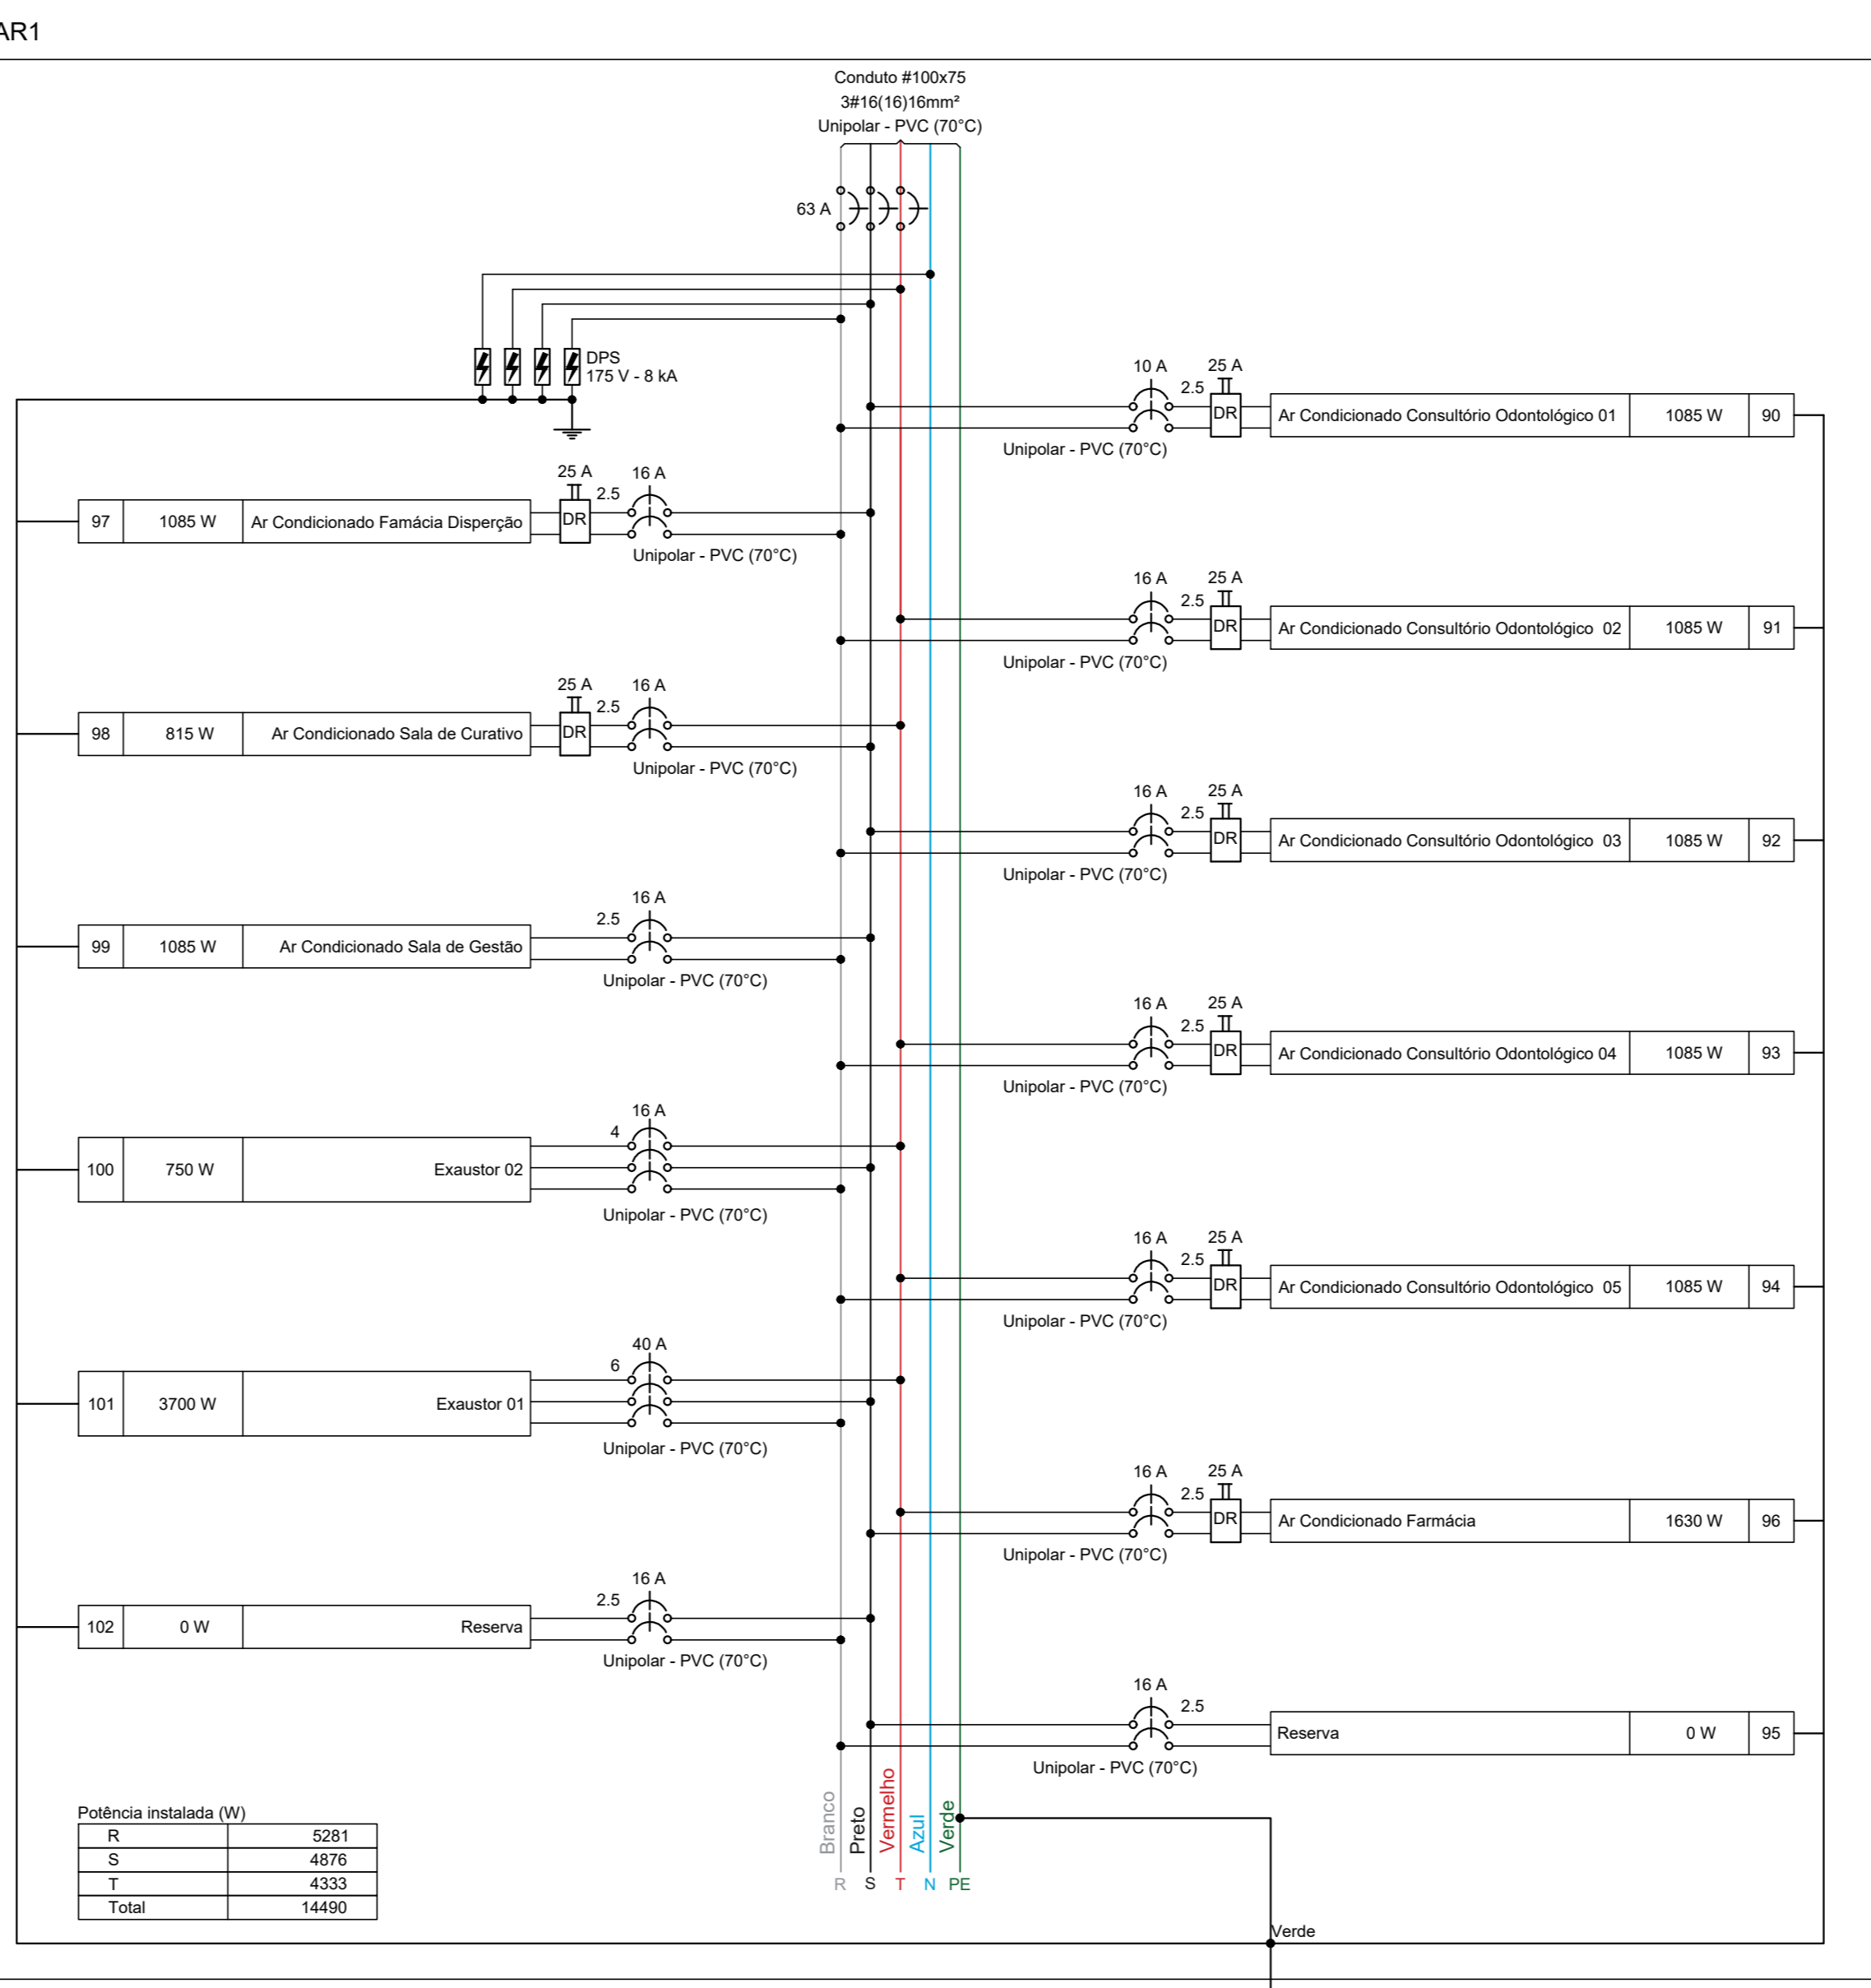 AR1
Conduto #100x75
3#16(16)16mm²
Unipolar - PVC (70°C)
63 A
DPS
175 V - 8 kA
10 A
25 A
2.5
DR
Ar Condicionado Consultório Odontológico 01 1085 W 90
Unipolar - PVC (70°C)
25 A
16 A
2.5
97 1085 W Ar Condicionado Famácia Disperção DR
Unipolar - PVC (70°C)
16 A
25 A
2.5
DR
Ar Condicionado Consultório Odontológico 02 1085 W 91
Unipolar - PVC (70°C)
25 A
16 A
2.5
98 815 W Ar Condicionado Sala de Curativo DR
Unipolar - PVC (70°C)
16 A
25 A
2.5
DR
Ar Condicionado Consultório Odontológico 03 1085 W 92
Unipolar - PVC (70°C)
16 A
2.5
99 1085 W Ar Condicionado Sala de Gestão
Unipolar - PVC (70°C)
16 A
25 A
2.5
DR
Ar Condicionado Consultório Odontológico 04 1085 W 93
Unipolar - PVC (70°C)
16 A
4
100 750 W Exaustor 02
Unipolar - PVC (70°C)
16 A
25 A
2.5
DR
Ar Condicionado Consultório Odontológico 05 1085 W 94
Unipolar - PVC (70°C)
40 A
6
101 3700 W Exaustor 01
Unipolar - PVC (70°C)
16 A
25 A
2.5
DR
Ar Condicionado Farmácia 1630 W 96
Unipolar - PVC (70°C)
16 A
2.5
102 0 W Reserva
Unipolar - PVC (70°C)
16 A
2.5
Reserva 0 W 95
Unipolar - PVC (70°C)
Branco
Preto
Vermelho
Azul
Verde
R S T N PE
Potência instalada (W)
R 5281
S 4876
T 4333
Total 14490
Verde